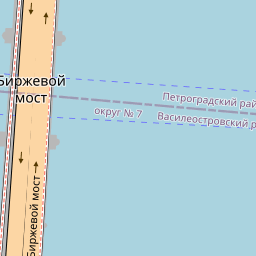 Биржевой
мост
Петроградский рай
округ № 7
Василеостровский р
Биржевой мост